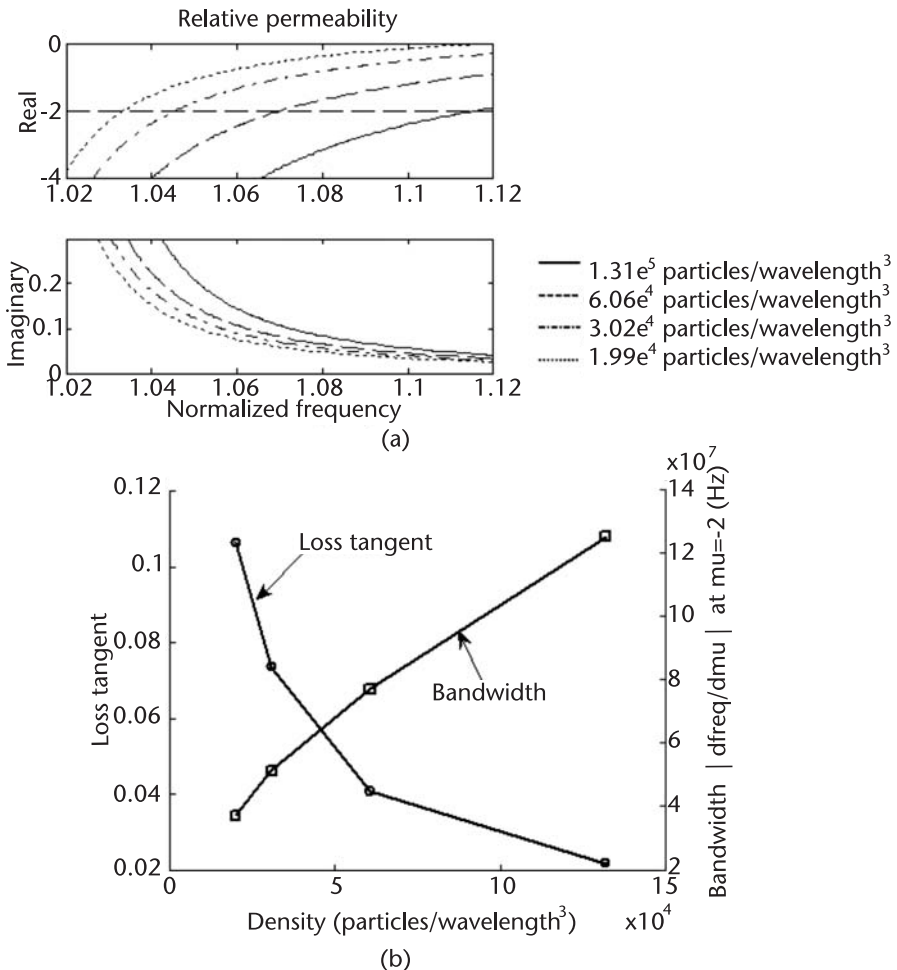 Relative permeability
Real
0
-2
-4
1.02 1.04 1.06 1.08 1.1 1.12
Imaginary
0.2
0.1
0
1.02 1.04 1.06 1.08 1.1 1.12
Normalized frequency
1.31e⁵ particles/wavelength³
6.06e⁴ particles/wavelength³
3.02e⁴ particles/wavelength³
1.99e⁴ particles/wavelength³
(a)
Loss tangent
0.12
0.1
0.08
0.06
0.04
0.02
Loss tangent
Bandwidth
x10⁷
14
12
10
8
6
4
2
Bandwidth | dfreq/dmu | at mu=-2 (Hz)
0 5 10 15
Density (particles/wavelength³) x10⁴
(b)